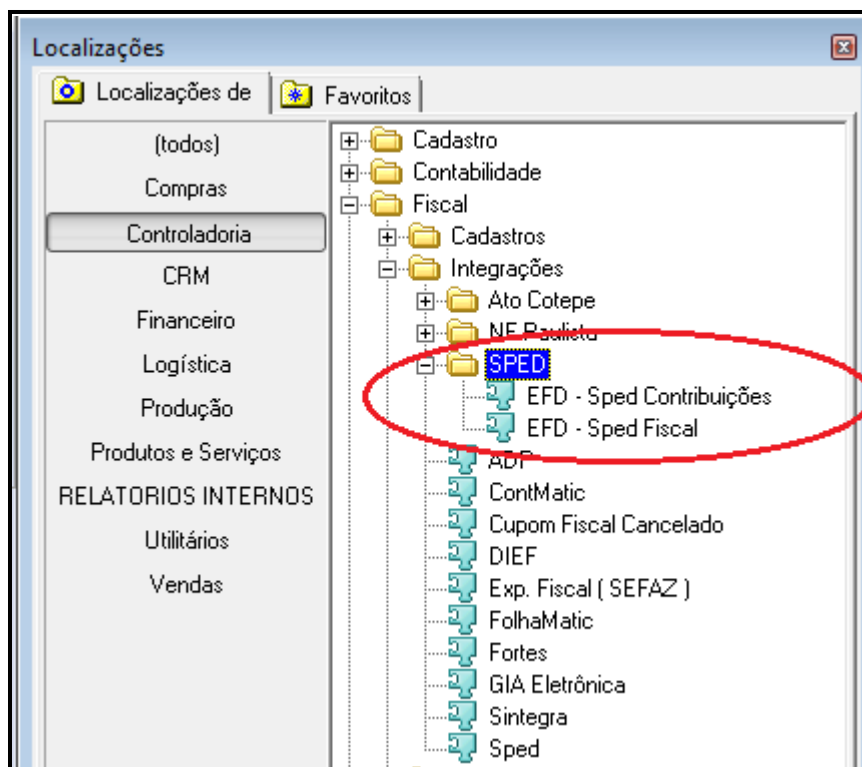 Localizações
Localizações de
Favoritos
(todos)
Compras
Controladoria
CRM
Financeiro
Logística
Produção
Produtos e Serviços
RELATORIOS INTERNOS
Utilitários
Vendas
Cadastro
Contabilidade
Fiscal
Cadastros
Integrações
Ato Cotepe
NF Paulista
SPED
EFD - Sped Contribuições
EFD - Sped Fiscal
ADP
ContMatic
Cupom Fiscal Cancelado
DIEF
Exp. Fiscal ( SEFAZ )
FolhaMatic
Fortes
GIA Eletrônica
Sintegra
Sped